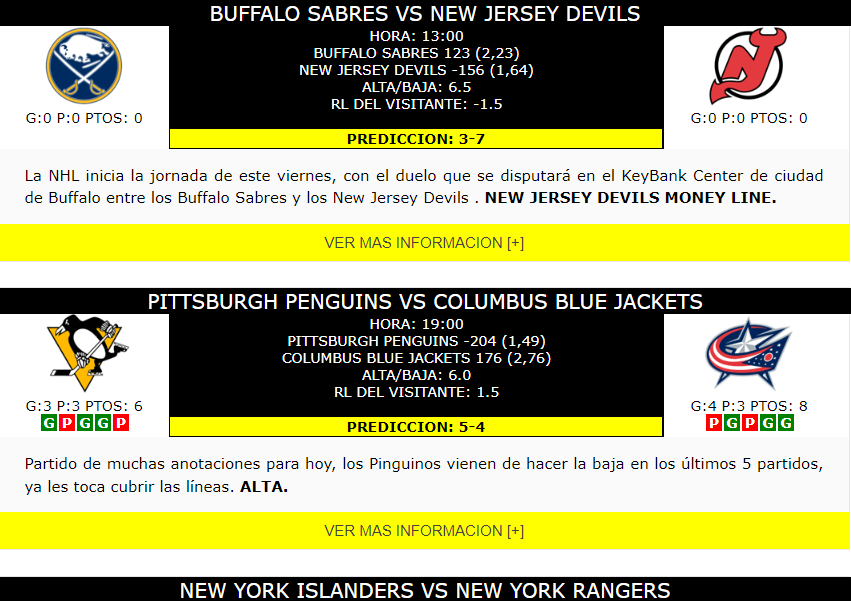 BUFFALO SABRES VS NEW JERSEY DEVILS
HORA: 13:00
BUFFALO SABRES 123 (2,23)
NEW JERSEY DEVILS -156 (1,64)
ALTA/BAJA: 6.5
RL DEL VISITANTE: -1.5
G:0 P:0 PTOS: 0
G:0 P:0 PTOS: 0
PREDICCION: 3-7
La NHL inicia la jornada de este viernes, con el duelo que se disputará en el KeyBank Center de ciudad
de Buffalo entre los Buffalo Sabres y los New Jersey Devils . NEW JERSEY DEVILS MONEY LINE.
VER MAS INFORMACION [+]
PITTSBURGH PENGUINS VS COLUMBUS BLUE JACKETS
HORA: 19:00
PITTSBURGH PENGUINS -204 (1,49)
COLUMBUS BLUE JACKETS 176 (2,76)
ALTA/BAJA: 6.0
RL DEL VISITANTE: 1.5
G:3 P:3 PTOS: 6
G P G G P
G:4 P:3 PTOS: 8
P G P G G
PREDICCION: 5-4
Partido de muchas anotaciones para hoy, los Pinguinos vienen de hacer la baja en los últimos 5 partidos,
ya les toca cubrir las líneas. ALTA.
VER MAS INFORMACION [+]
NEW YORK ISLANDERS VS NEW YORK RANGERS